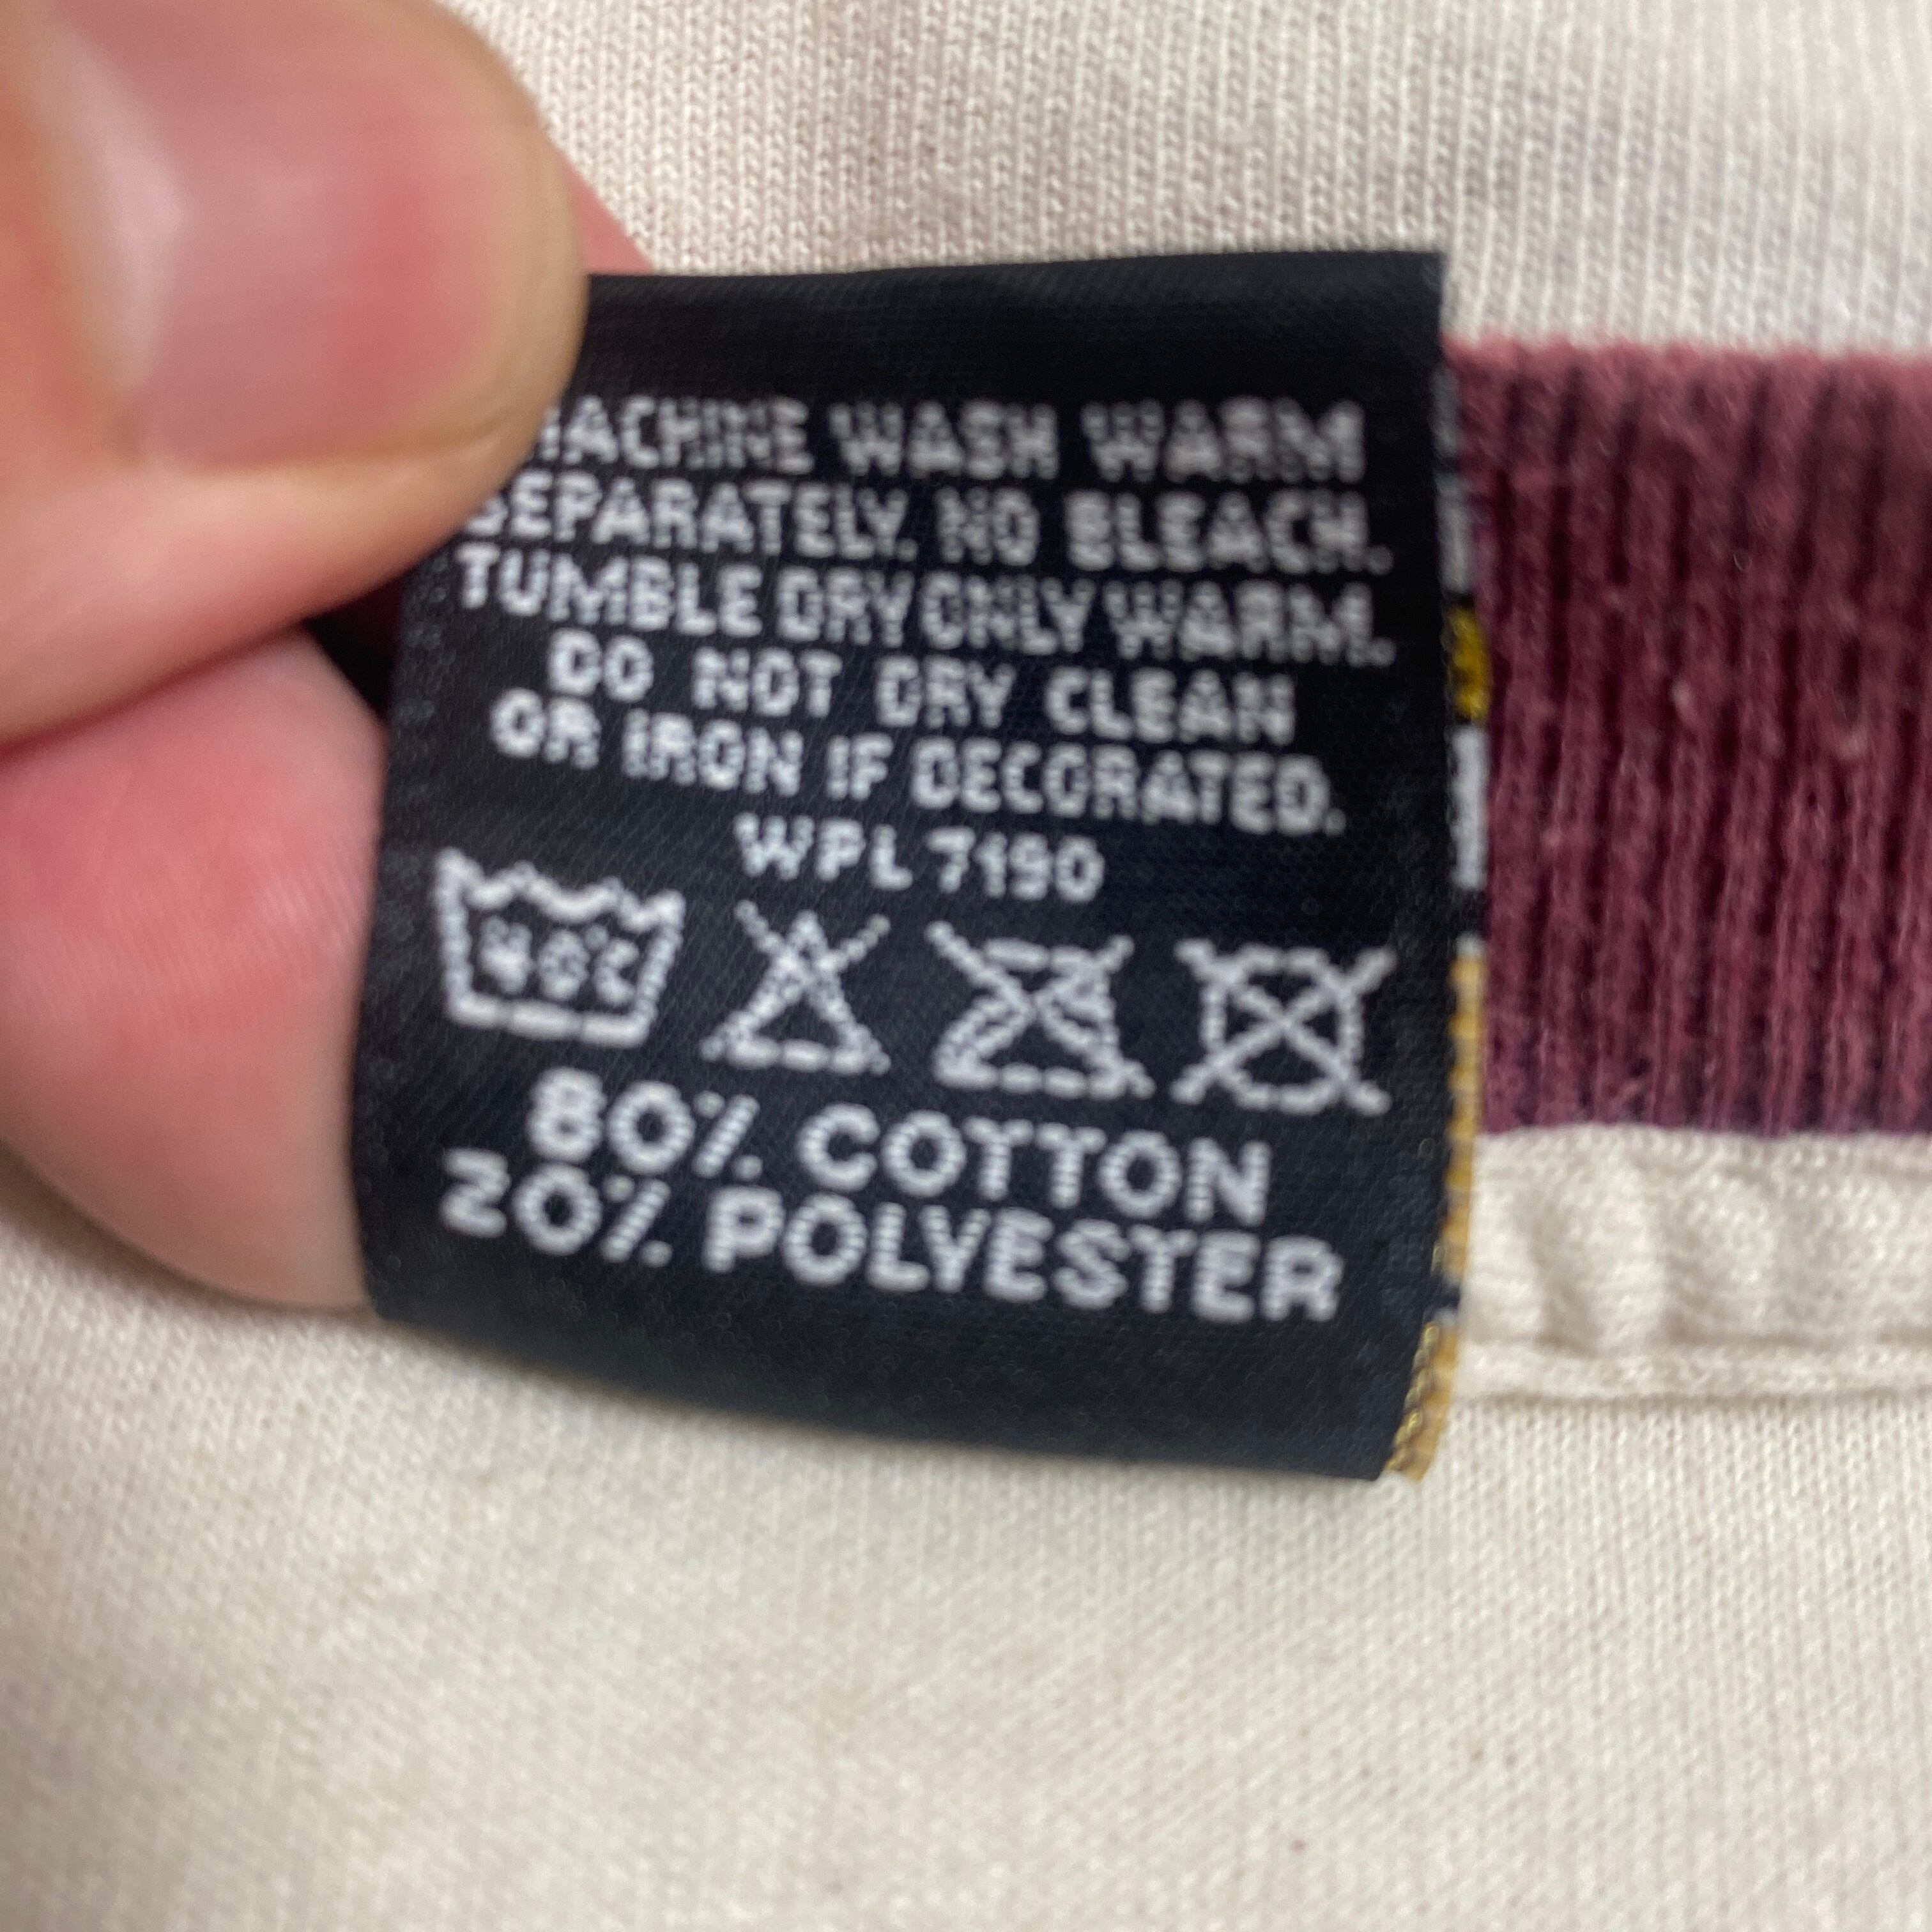 MACHINE WASH WARM
SEPARATELY. NO BLEACH.
TUMBLE DRY ONLY WARM.
DO NOT DRY CLEAN
OR IRON IF DECORATED.
WPL 7190
40°C
80% COTTON
20% POLYESTER